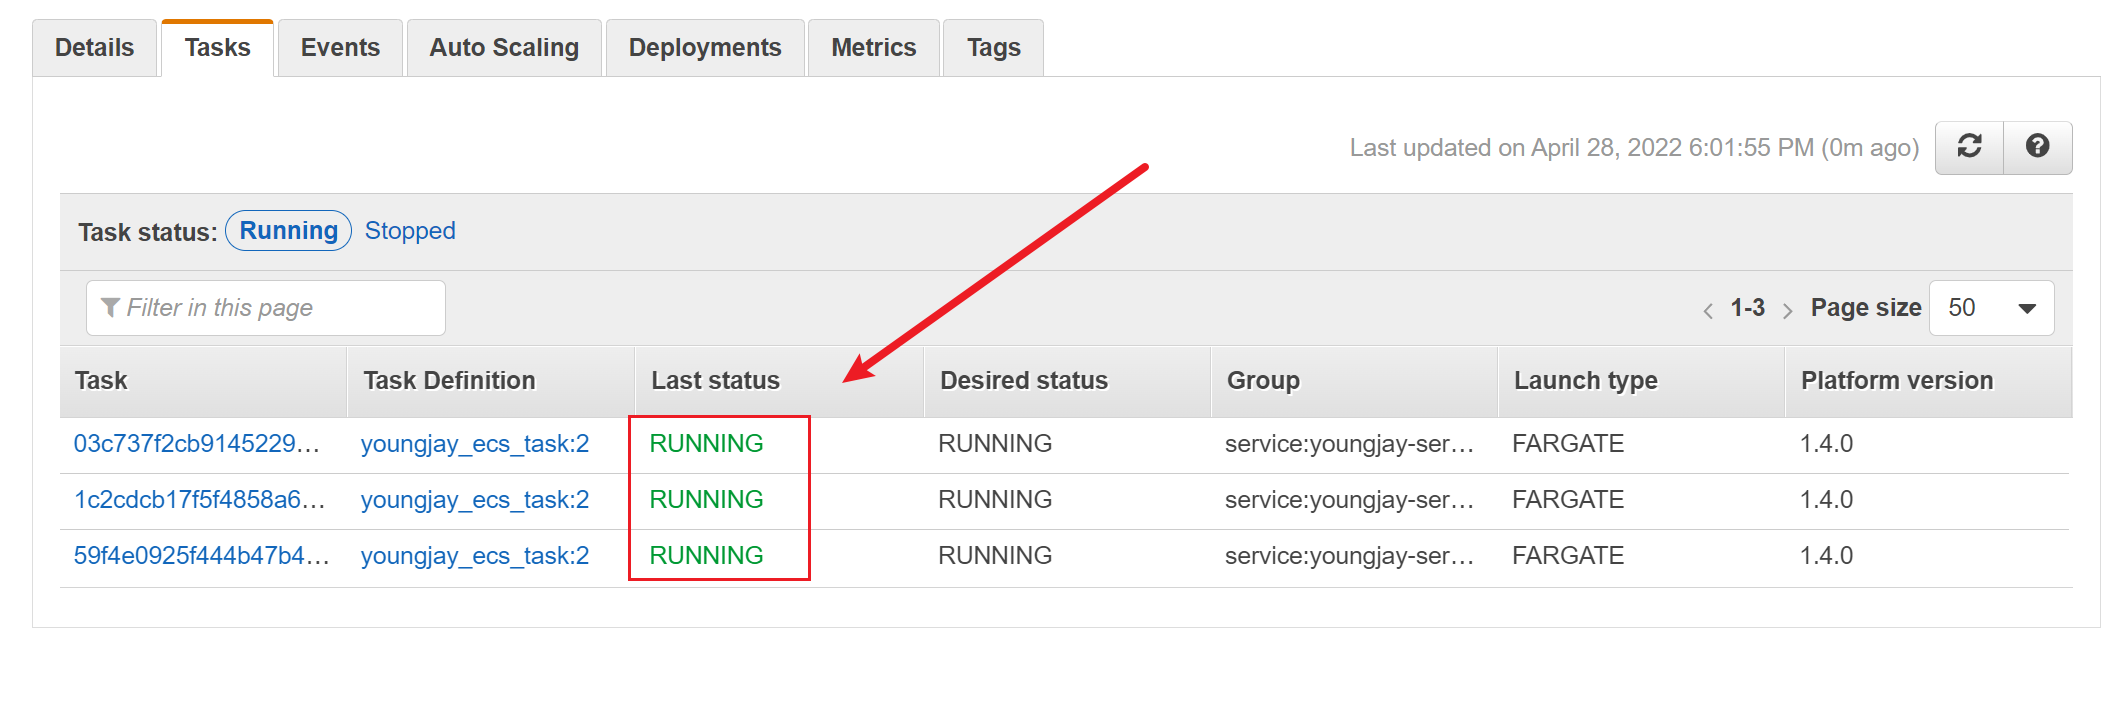 Details Tasks Events Auto Scaling Deployments Metrics Tags
Last updated on April 28, 2022 6:01:55 PM (0m ago)
Task status: Running Stopped
Filter in this page
1-3 Page size 50
Task Task Definition Last status Desired status Group Launch type Platform version
03c737f2cb9145229... youngjay_ecs_task:2 RUNNING RUNNING service:youngjay-ser... FARGATE 1.4.0
1c2cdcb17f5f4858a6... youngjay_ecs_task:2 RUNNING RUNNING service:youngjay-ser... FARGATE 1.4.0
59f4e0925f444b47b4... youngjay_ecs_task:2 RUNNING RUNNING service:youngjay-ser... FARGATE 1.4.0